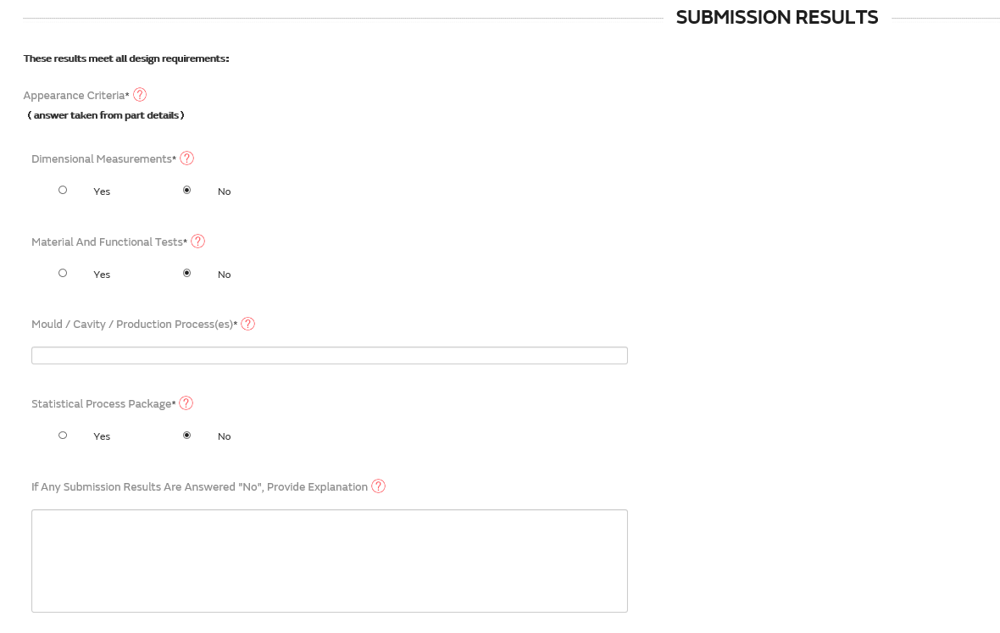 SUBMISSION RESULTS
These results meet all design requirements:
Appearance Criteria* ?
( answer taken from part details )
Dimensional Measurements* ?
Yes No
Material And Functional Tests* ?
Yes No
Mould / Cavity / Production Process(es)* ?
Statistical Process Package* ?
Yes No
If Any Submission Results Are Answered "No", Provide Explanation ?